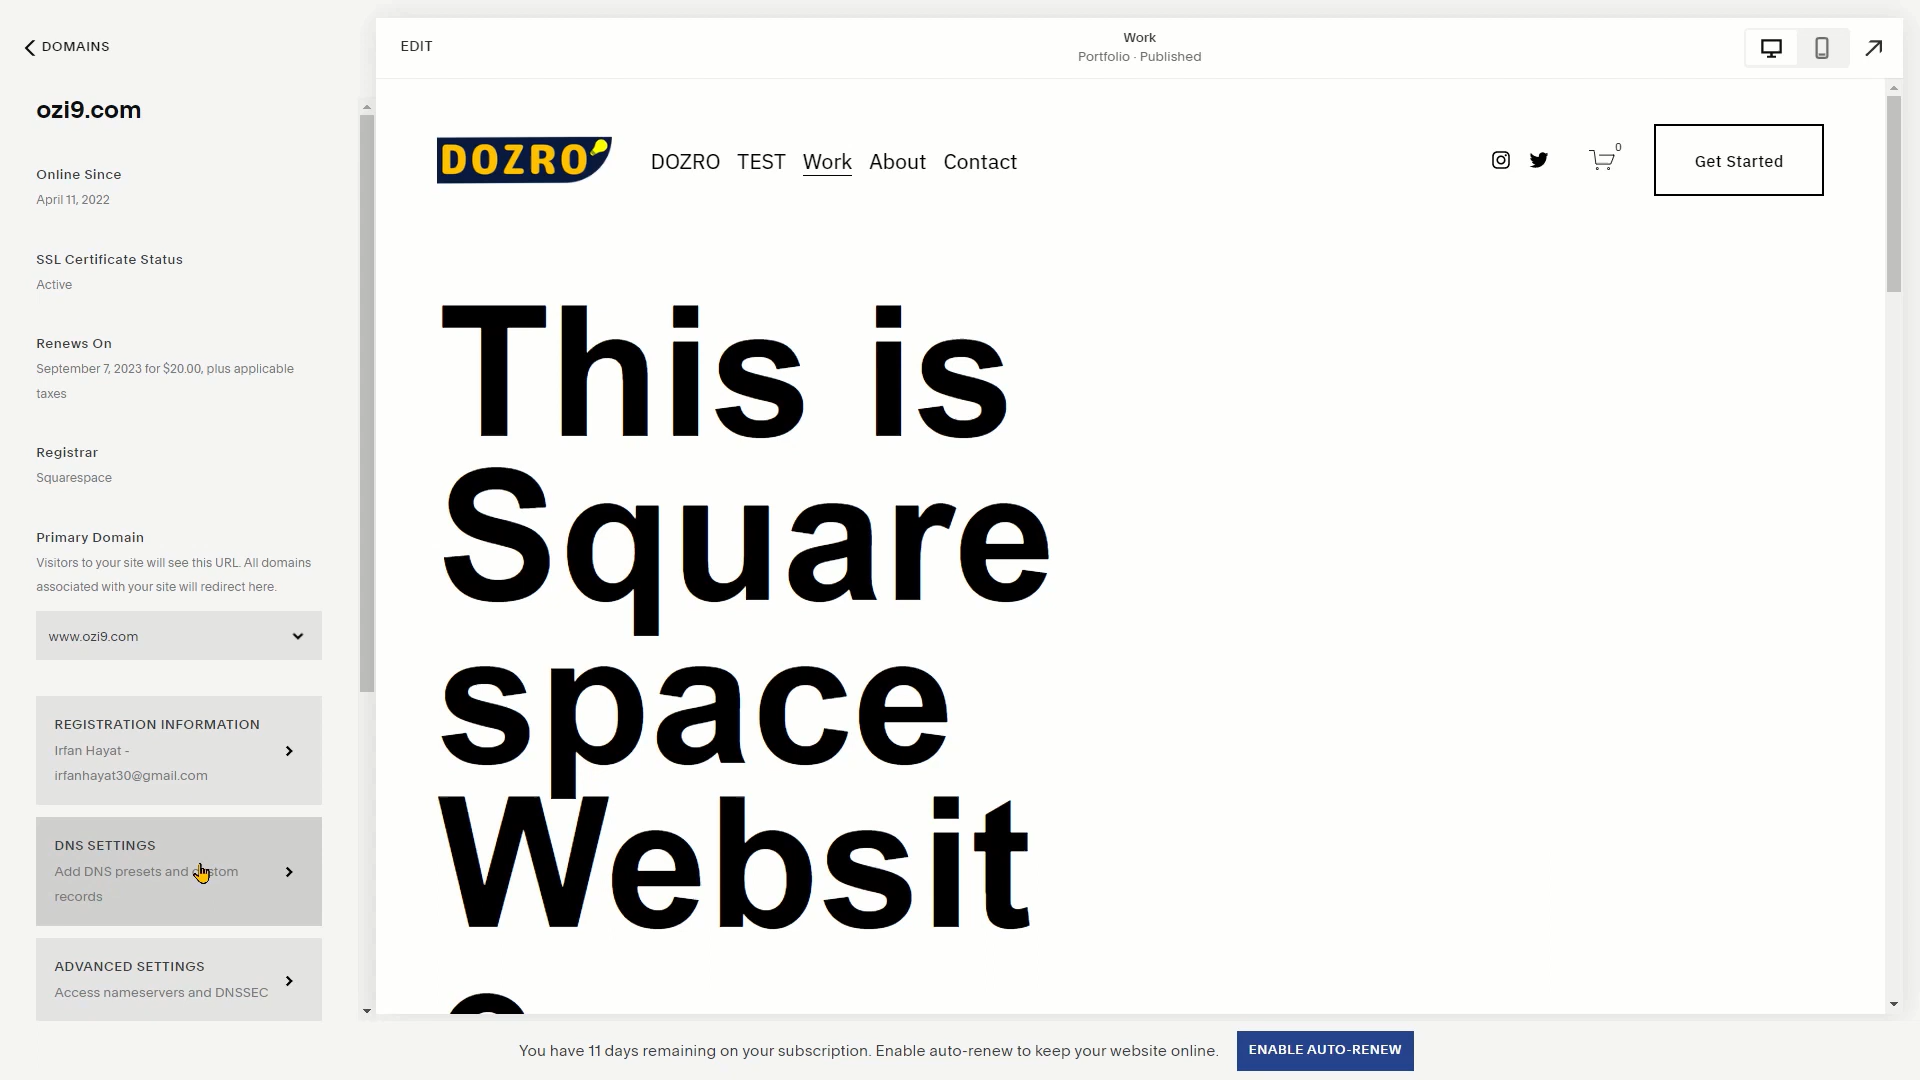 DOMAINS
ozi9.com
Online Since
April 11, 2022
SSL Certificate Status
Active
Renews On
September 7, 2023 for $20.00, plus applicable
taxes
Registrar
Squarespace
Primary Domain
Visitors to your site will see this URL. All domains
associated with your site will redirect here.
www.ozi9.com
REGISTRATION INFORMATION
Irfan Hayat -
irfanhayat30@gmail.com
DNS SETTINGS
Add DNS presets and custom
records
ADVANCED SETTINGS
Access nameservers and DNSSEC
EDIT
Work
Portfolio · Published
DOZRO
DOZRO TEST Work About Contact
0
Get Started
This is
Square
space
Websit
You have 11 days remaining on your subscription. Enable auto-renew to keep your website online.
ENABLE AUTO-RENEW